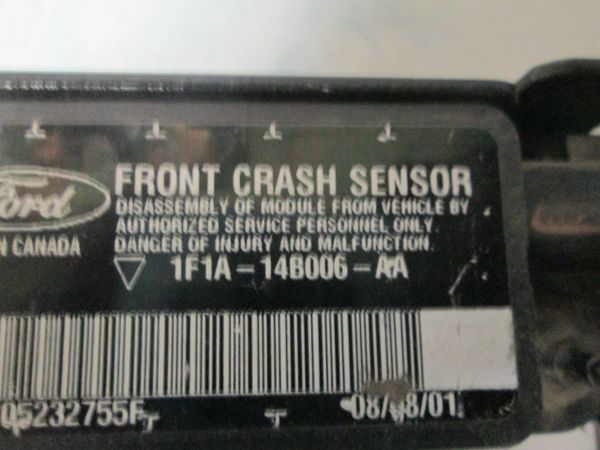 Ford
FRONT CRASH SENSOR
DISASSEMBLY OF MODULE FROM VEHICLE BY
AUTHORIZED SERVICE PERSONNEL ONLY.
N CANADA
DANGER OF INJURY AND MALFUNCTION.
1F1A-14B006-AA
05232755F